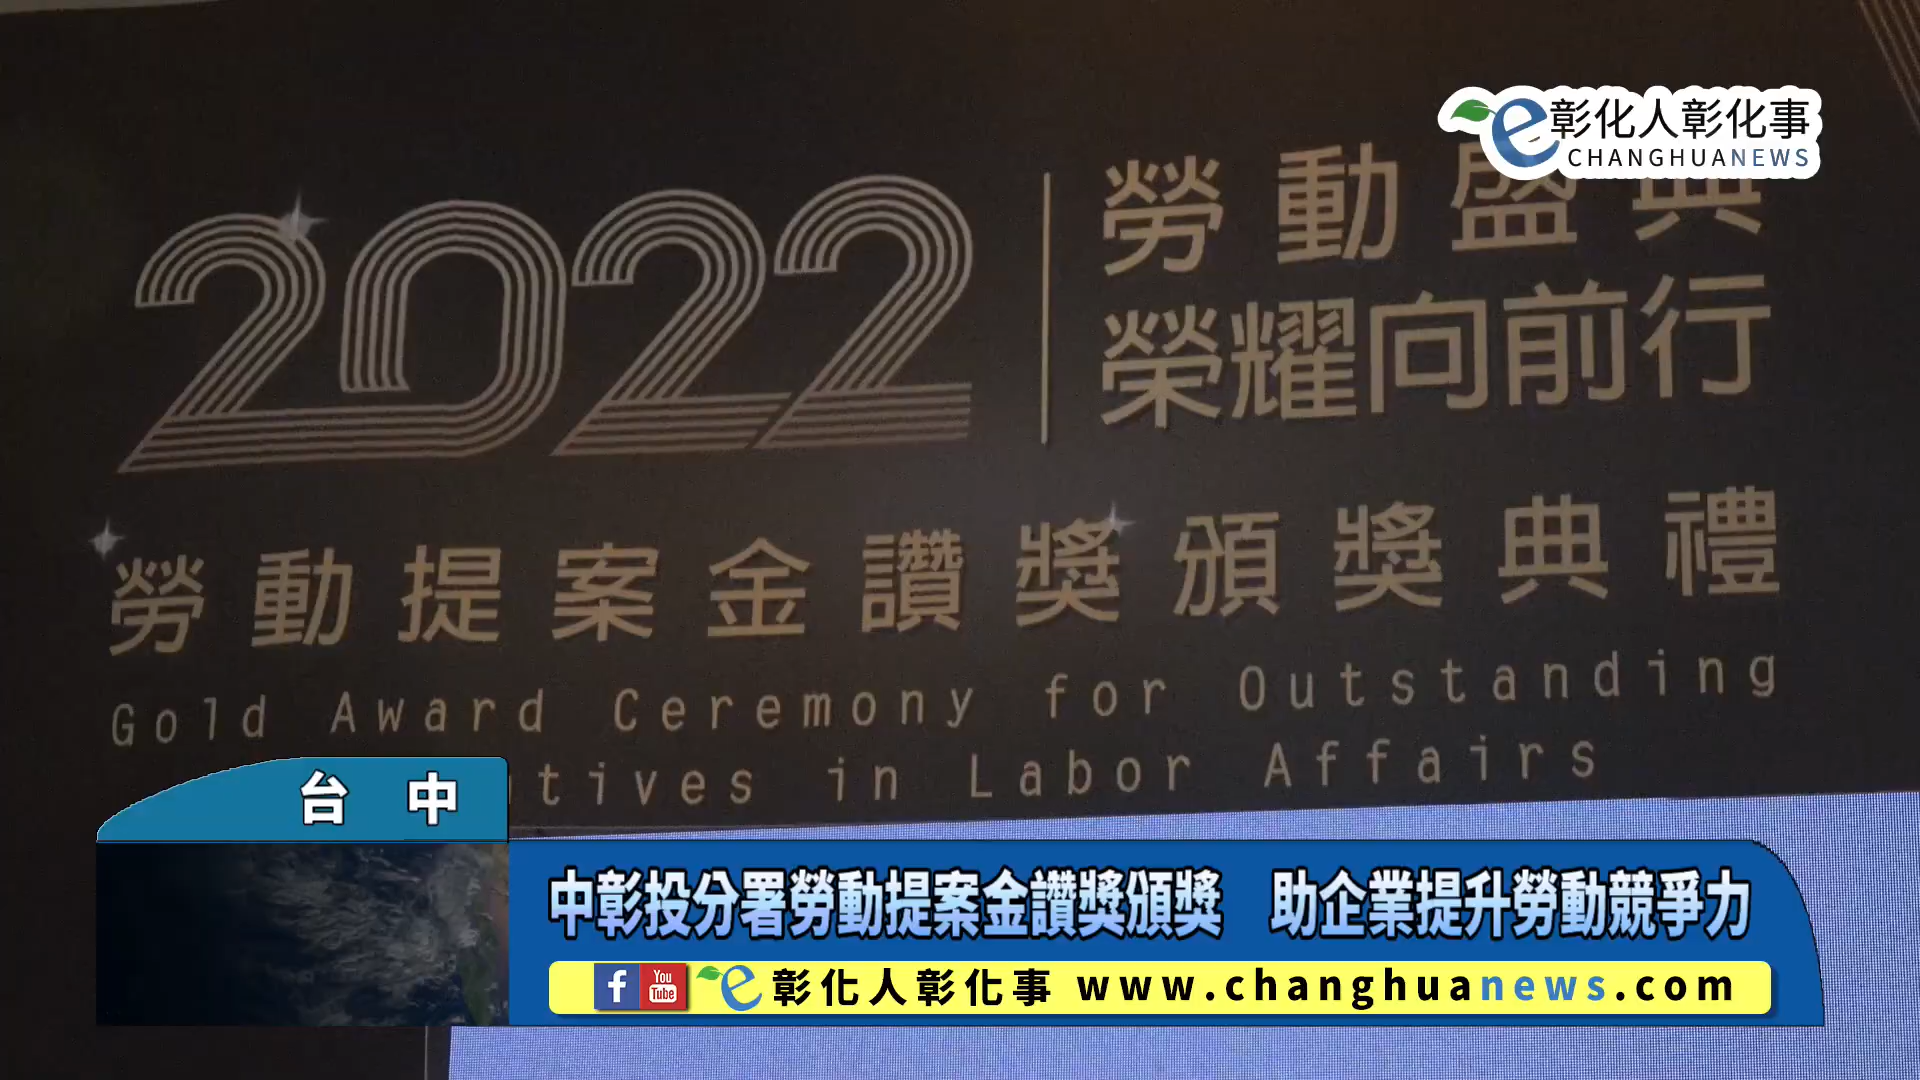 彰化人彰化事
CHANGHUANEWS
2022
勞動盛典
榮耀向前行
勞動提案金讚獎頒獎典禮
Gold Award Ceremony for Outstanding
tives in Labor Affairs
台中
中彰投分署勞動提案金讚獎頒獎 助企業提升勞動競爭力
f You Tube e彰化人彰化事 www.changhuanews.com